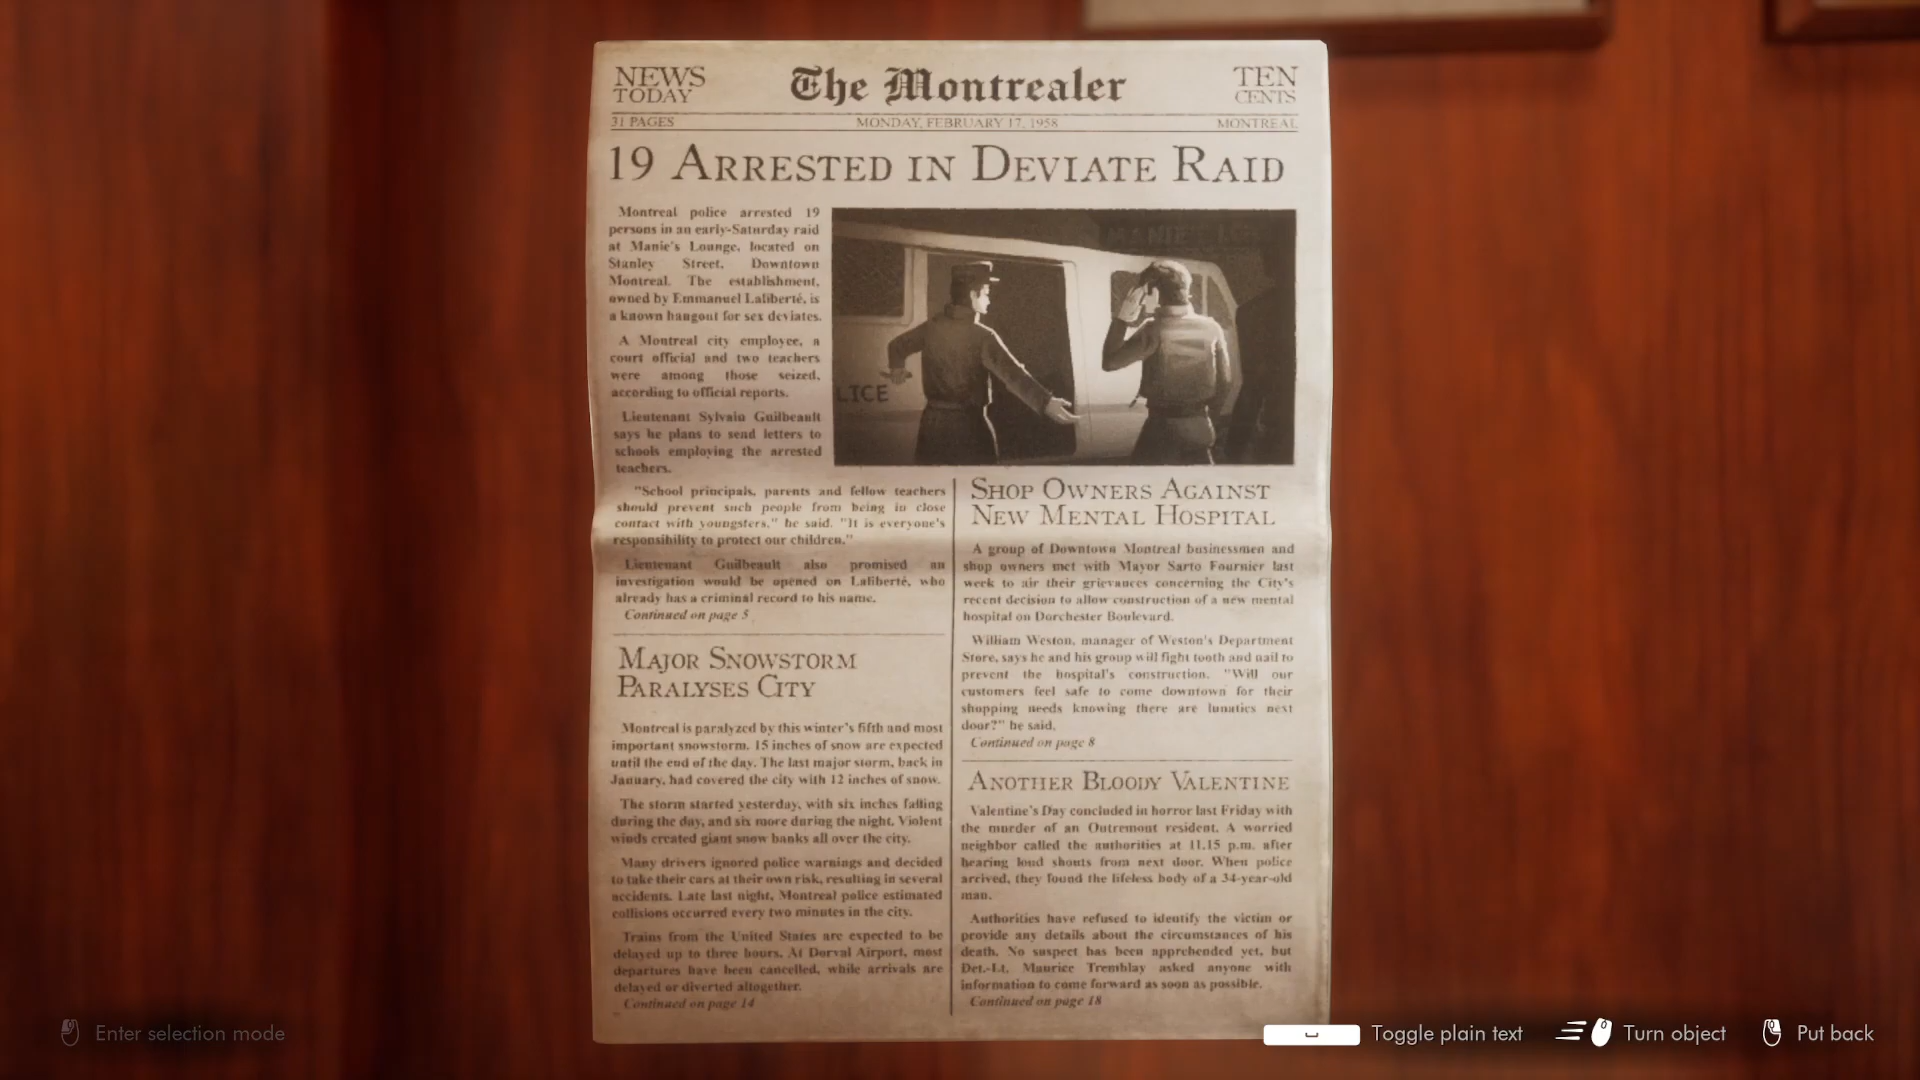 NEWS
TODAY
The Montrealer
TEN
CENTS
31 PAGES
MONDAY, FEBRUARY 17, 1958
MONTREAL
19 ARRESTED IN DEVIATE RAID
Montreal police arrested 19
persons in an early-Saturday raid
at Manie's Lounge, located on
Stanley Street, Downtown
Montreal. The establishment,
owned by Emmanuel Laliberté, is
a known hangout for sex deviates.
A Montreal city employee, a
court official and two teachers
were among those seized,
according to official reports.
Lieutenant Sylvain Guilbeault
says he plans to send letters to
schools employing the arrested
teachers.
"School principals, parents and fellow teachers
should prevent such people from being in close
contact with youngsters," he said. "It is everyone's
responsibility to protect our children."
Lieutenant Guilbeault also promised an
investigation would be opened on Laliberté, who
already has a criminal record to his name.
Continued on page 5
LICE
MANIE'S
MAJOR SNOWSTORM
PARALYSES CITY
Montreal is paralyzed by this winter's fifth and most
important snowstorm. 15 inches of snow are expected
until the end of the day. The last major storm, back in
January, had covered the city with 12 inches of snow.
The storm started yesterday, with six inches falling
during the day, and six more during the night. Violent
winds created giant snow banks all over the city.
Many drivers ignored police warnings and decided
to take their cars at their own risk, resulting in several
accidents. Late last night, Montreal police estimated
collisions occurred every two minutes in the city.
Trains from the United States are expected to be
delayed up to three hours. At Dorval Airport, most
departures have been cancelled, while arrivals are
delayed or diverted altogether.
Continued on page 14
SHOP OWNERS AGAINST
NEW MENTAL HOSPITAL
A group of Downtown Montreal businessmen and
shop owners met with Mayor Sarto Fournier last
week to air their grievances concerning the City's
recent decision to allow construction of a new mental
hospital on Dorchester Boulevard.
William Weston, manager of Weston's Department
Store, says he and his group will fight tooth and nail to
prevent the hospital's construction. "Will our
customers feel safe to come downtown for their
shopping needs knowing there are lunatics next
door?" he said.
Continued on page 8
ANOTHER BLOODY VALENTINE
Valentine's Day concluded in horror last Friday with
the murder of an Outremont resident. A worried
neighbor called the authorities at 11.15 p.m. after
hearing loud shouts from next door. When police
arrived, they found the lifeless body of a 34-year-old
man.
Authorities have refused to identify the victim or
provide any details about the circumstances of his
death. No suspect has been apprehended yet, but
Det.-Lt. Maurice Tremblay asked anyone with
information to come forward as soon as possible.
Continued on page 18
Enter selection mode
Toggle plain text
Turn object
Put back